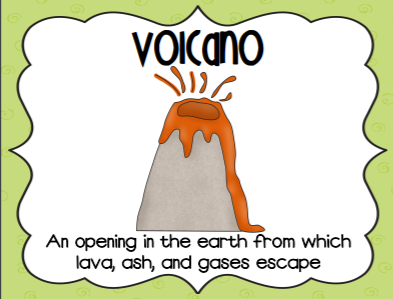 Volcano
An opening in the earth from which
lava, ash, and gases escape